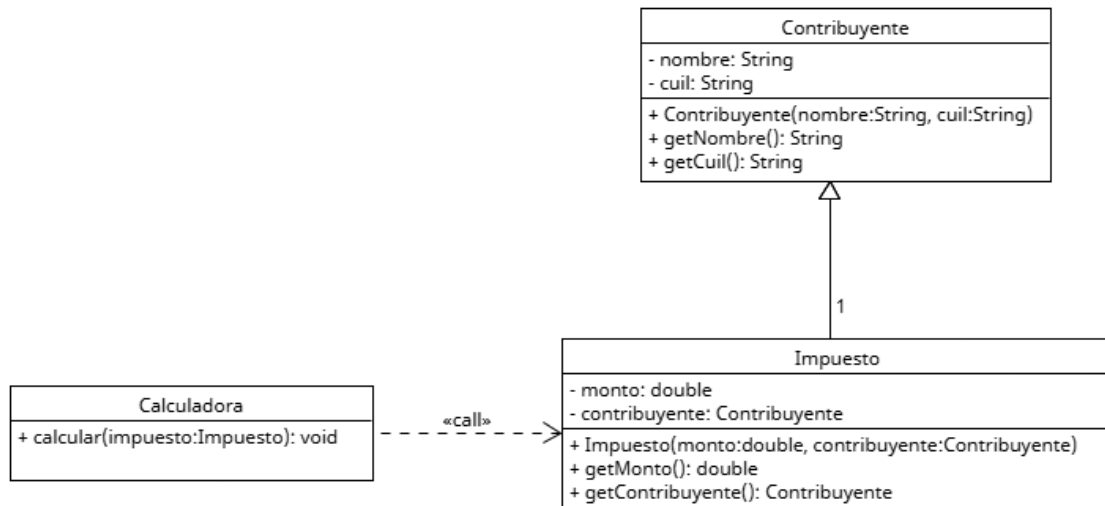 Contribuyente
- nombre: String
- cuil: String
+ Contribuyente(nombre:String, cuil:String)
+ getNombre(): String
+ getCuil(): String
1
Impuesto
- monto: double
- contribuyente: Contribuyente
+ Impuesto(monto:double, contribuyente:Contribuyente)
+ getMonto(): double
+ getContribuyente(): Contribuyente
Calculadora
+ calcular(impuesto:Impuesto): void
«call»